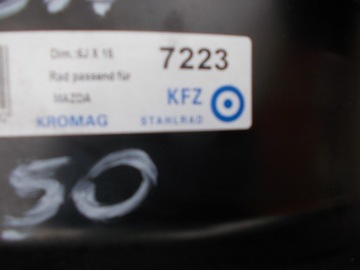 Dim.:6J X 15 7223
Rad passend für
MAZDA KFZ
KROMAG STAHLRAD
50